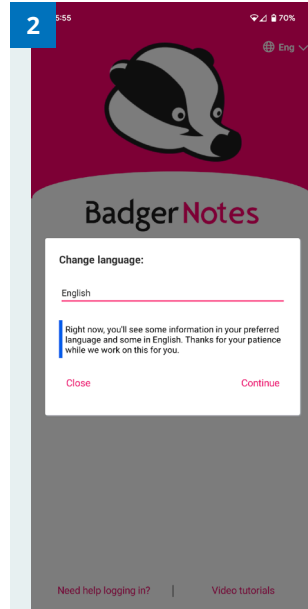 2
5:55
70%
Eng
Badger Notes
Change language:
English
Right now, you'll see some information in your preferred
language and some in English. Thanks for your patience
while we work on this for you.
Close Continue
Need help logging in? | Video tutorials